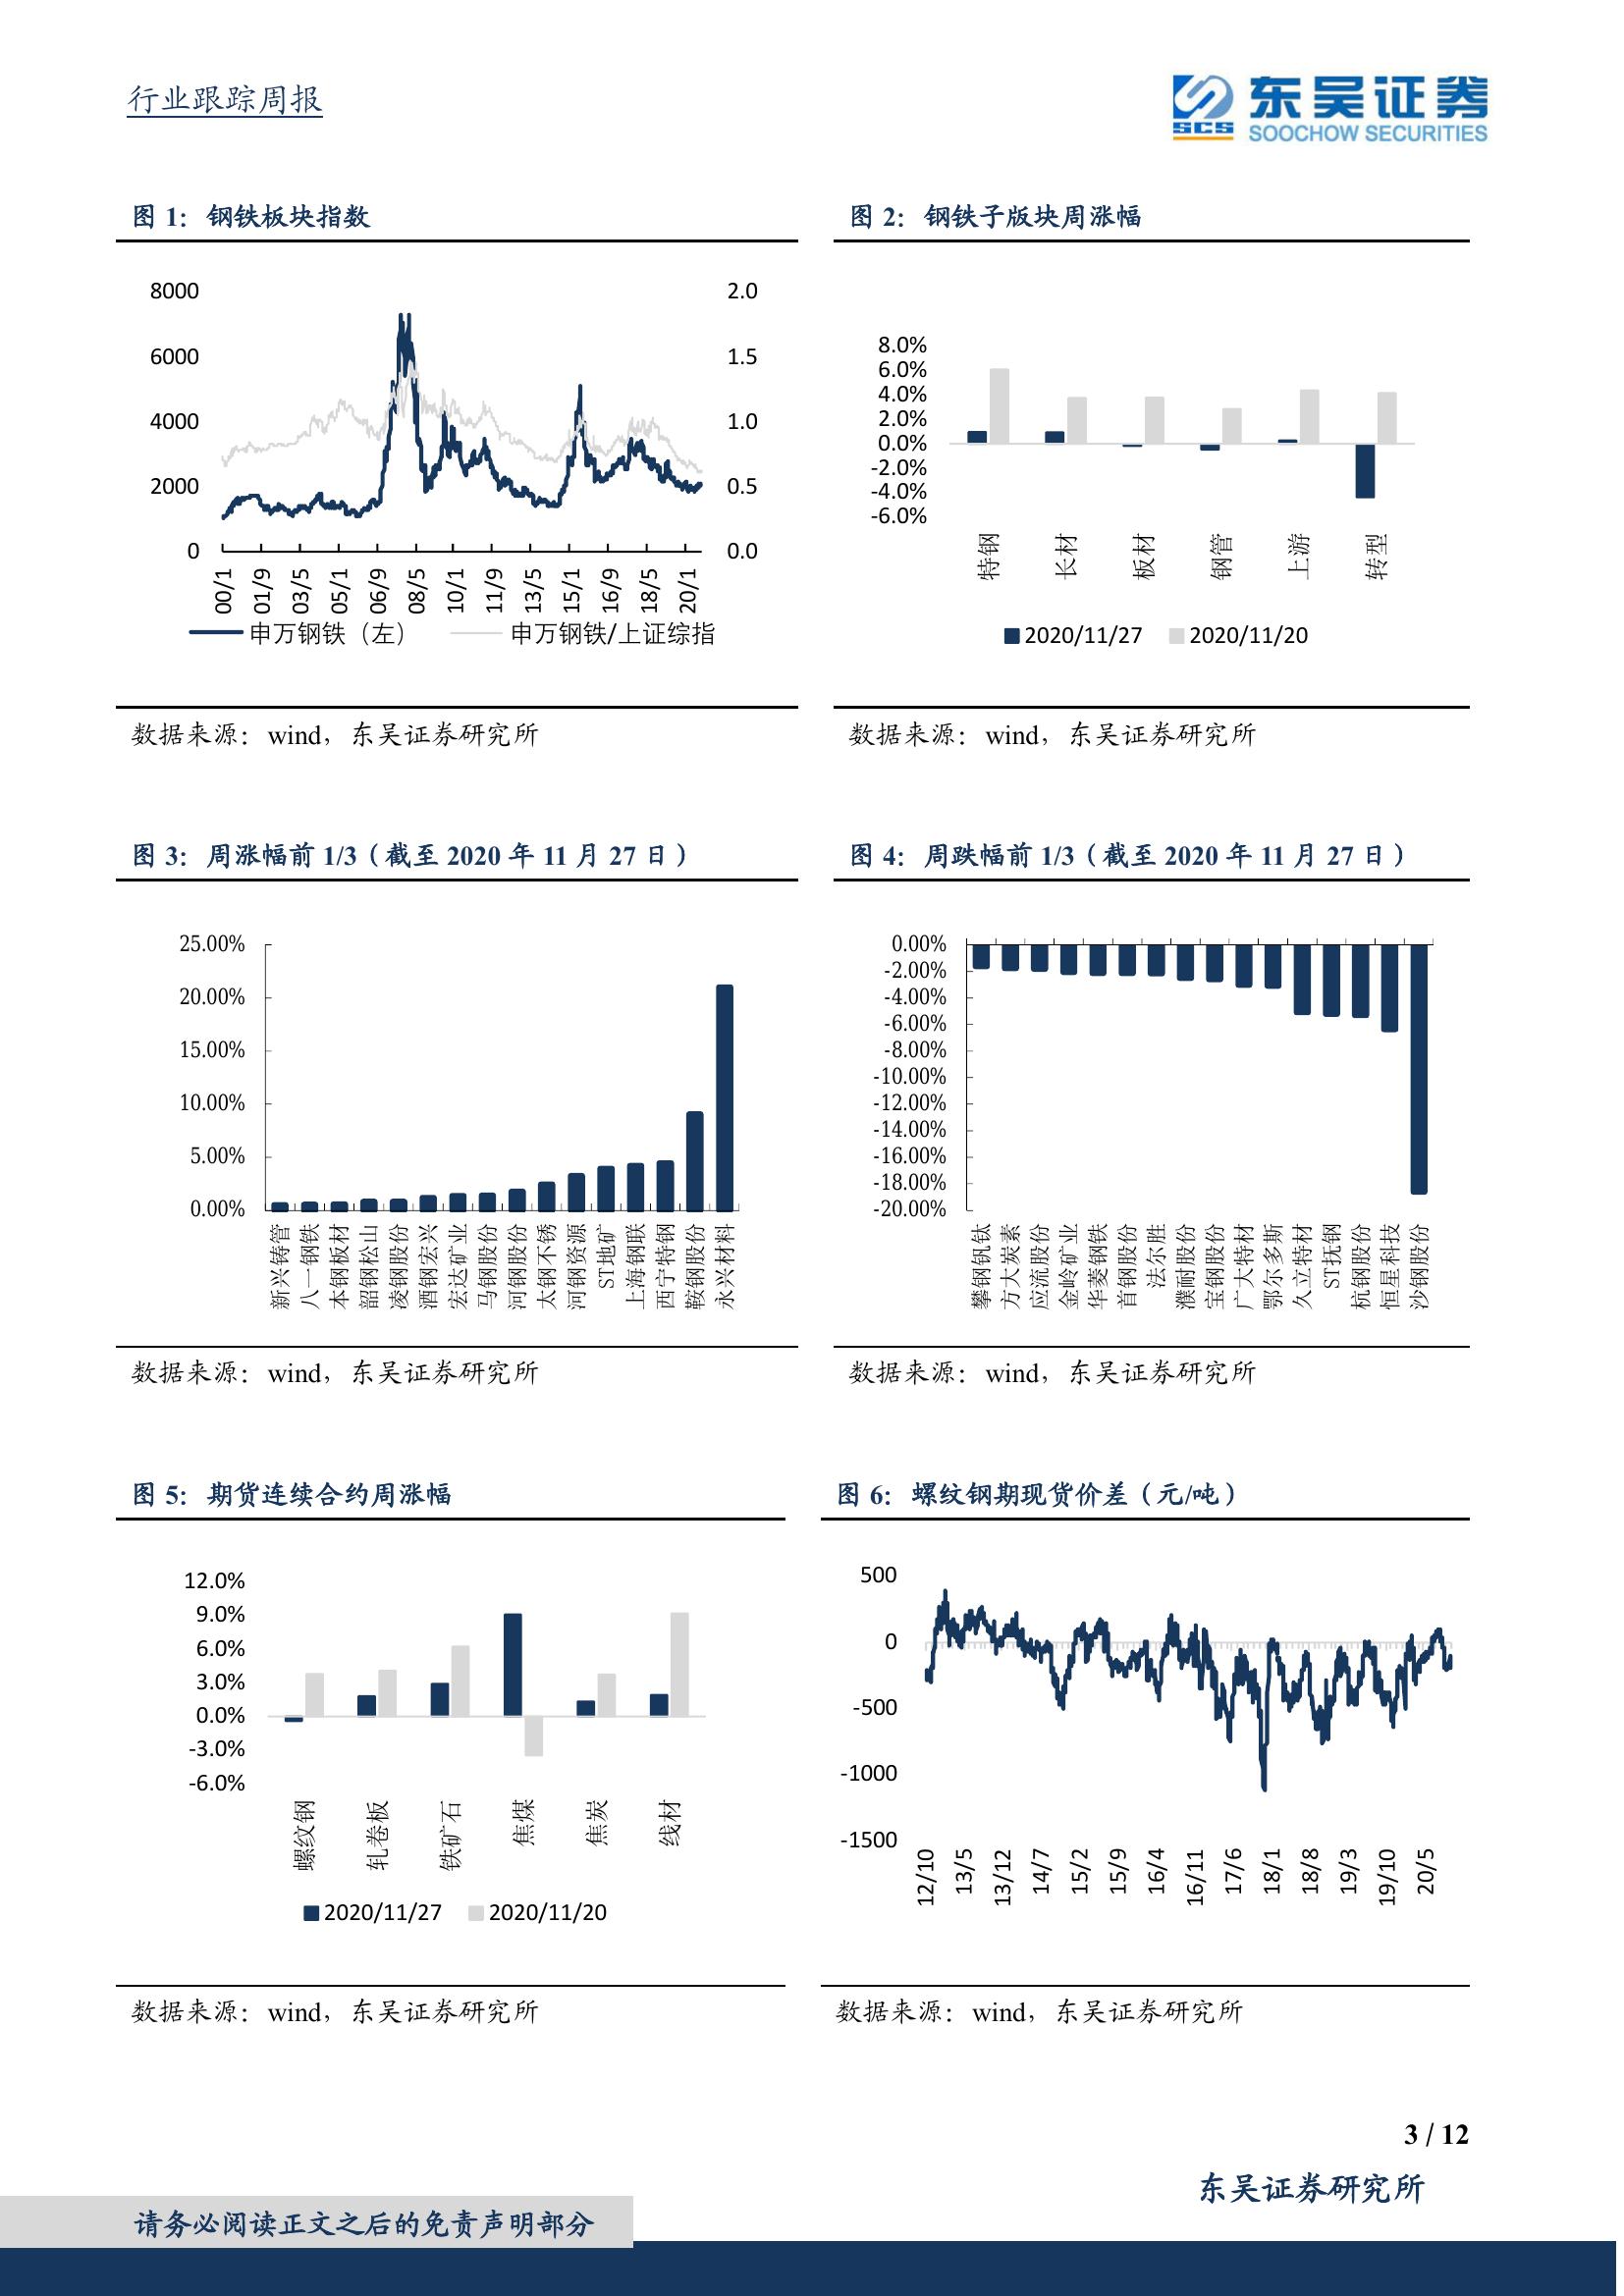 行业跟踪周报
东吴证券
SCS
SOOCHOW SECURITIES
图 1：钢铁板块指数
8000
6000
4000
2000
0
2.0
1.5
1.0
0.5
0.0
00/1
01/9
03/5
05/1
06/9
08/5
10/1
11/9
13/5
15/1
16/9
18/5
20/1
申万钢铁（左）
申万钢铁/上证综指
数据来源：wind，东吴证券研究所
图 2：钢铁子版块周涨幅
8.0%
6.0%
4.0%
2.0%
0.0%
-2.0%
-4.0%
-6.0%
特钢
长材
板材
钢管
上游
转型
2020/11/27
2020/11/20
数据来源：wind，东吴证券研究所
图 3：周涨幅前 1/3（截至 2020 年 11 月 27 日）
25.00%
20.00%
15.00%
10.00%
5.00%
0.00%
新兴铸管
八一钢铁
本钢板材
韶钢松山
凌钢股份
酒钢宏兴
宏达矿业
马钢股份
河钢股份
太钢不锈
河钢资源
ST地矿
上海钢联
西宁特钢
鞍钢股份
永兴材料
数据来源：wind，东吴证券研究所
图 4：周跌幅前 1/3（截至 2020 年 11 月 27 日）
0.00%
-2.00%
-4.00%
-6.00%
-8.00%
-10.00%
-12.00%
-14.00%
-16.00%
-18.00%
-20.00%
攀钢钒钛
方大炭素
应流股份
金岭矿业
华菱钢铁
首钢股份
法尔胜
濮耐股份
宝钢股份
广大特材
鄂尔多斯
久立特材
ST抚钢
杭钢股份
恒星科技
沙钢股份
数据来源：wind，东吴证券研究所
图 5：期货连续合约周涨幅
12.0%
9.0%
6.0%
3.0%
0.0%
-3.0%
-6.0%
螺纹钢
轧卷板
铁矿石
焦煤
焦炭
线材
2020/11/27
2020/11/20
数据来源：wind，东吴证券研究所
图 6：螺纹钢期现货价差（元/吨）
500
0
-500
-1000
-1500
12/10
13/5
13/12
14/7
15/2
15/9
16/4
16/11
17/6
18/1
18/8
19/3
19/10
20/5
数据来源：wind，东吴证券研究所
3 / 12
东吴证券研究所
请务必阅读正文之后的免责声明部分